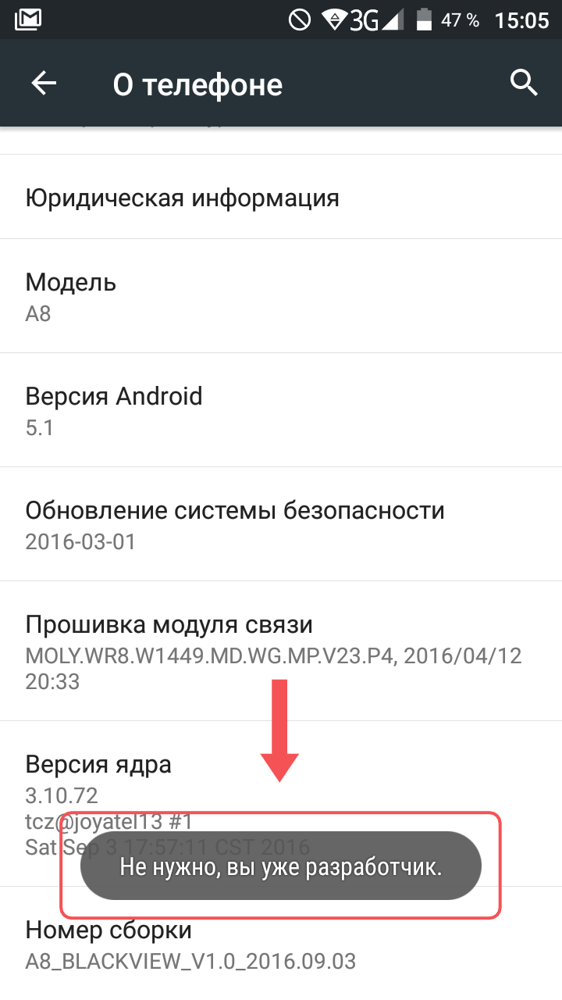 3G 47 % 15:05
О телефоне
Юридическая информация
Модель
A8
Версия Android
5.1
Обновление системы безопасности
2016-03-01
Прошивка модуля связи
MOLY.WR8.W1449.MD.WG.MP.V23.P4, 2016/04/12
20:33
Версия ядра
3.10.72
tcz@joyatel13 #1
Sat Sep 3 17:57:11 CST 2016
Не нужно, вы уже разработчик.
Номер сборки
A8_BLACKVIEW_V1.0_2016.09.03